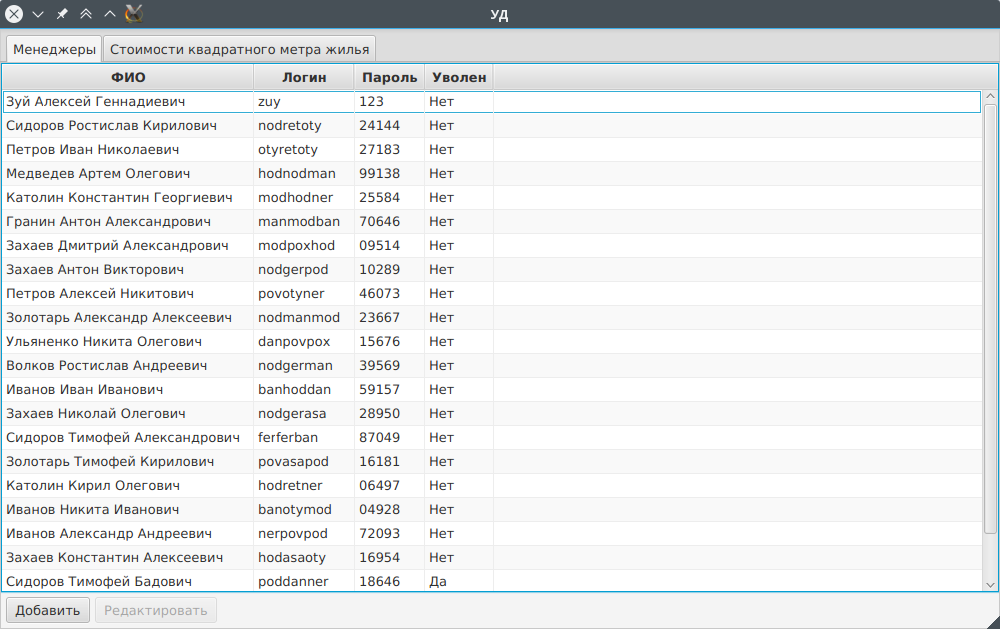 УД
Менеджеры Стоимости квадратного метра жилья
ФИО Логин Пароль Уволен
Зуй Алексей Геннадиевич zuy 123 Нет
Сидоров Ростислав Кирилович nodretoty 24144 Нет
Петров Иван Николаевич otyretoty 27183 Нет
Медведев Артем Олегович hodnodman 99138 Нет
Католин Константин Георгиевич modhodner 25584 Нет
Гранин Антон Александрович manmodban 70646 Нет
Захаев Дмитрий Александрович modpoxhod 09514 Нет
Захаев Антон Викторович nodgerpod 10289 Нет
Петров Алексей Никитович povotyner 46073 Нет
Золотарь Александр Алексеевич nodmanmod 23667 Нет
Ульяненко Никита Олегович danpovpox 15676 Нет
Волков Ростислав Андреевич nodgerman 39569 Нет
Иванов Иван Иванович banhoddan 59157 Нет
Захаев Николай Олегович nodgerasa 28950 Нет
Сидоров Тимофей Александрович ferferban 87049 Нет
Золотарь Тимофей Кирилович povasapod 16181 Нет
Католин Кирил Олегович hodretner 06497 Нет
Иванов Никита Иванович banotymod 04928 Нет
Иванов Александр Андреевич nerpovpod 72093 Нет
Захаев Константин Алексеевич hodasaoty 16954 Нет
Сидоров Тимофей Бадович poddanner 18646 Да
Добавить Редактировать